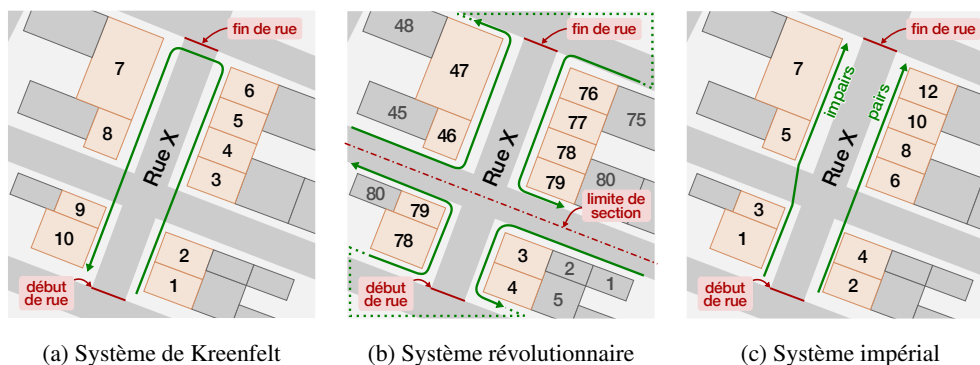 fin de rue
7
6
5
8
4
3
Rue X
9
10
2
1
début
de rue
(a) Système de Kreenfelt
48
fin de rue
47
76
77
75
45
46
78
79
80
Rue X
limite de
section
80
79
78
3
2
1
4
5
début
de rue
(b) Système révolutionnaire
fin de rue
7
impairs
pairs
12
10
5
8
6
Rue X
3
1
4
2
début
de rue
(c) Système impérial